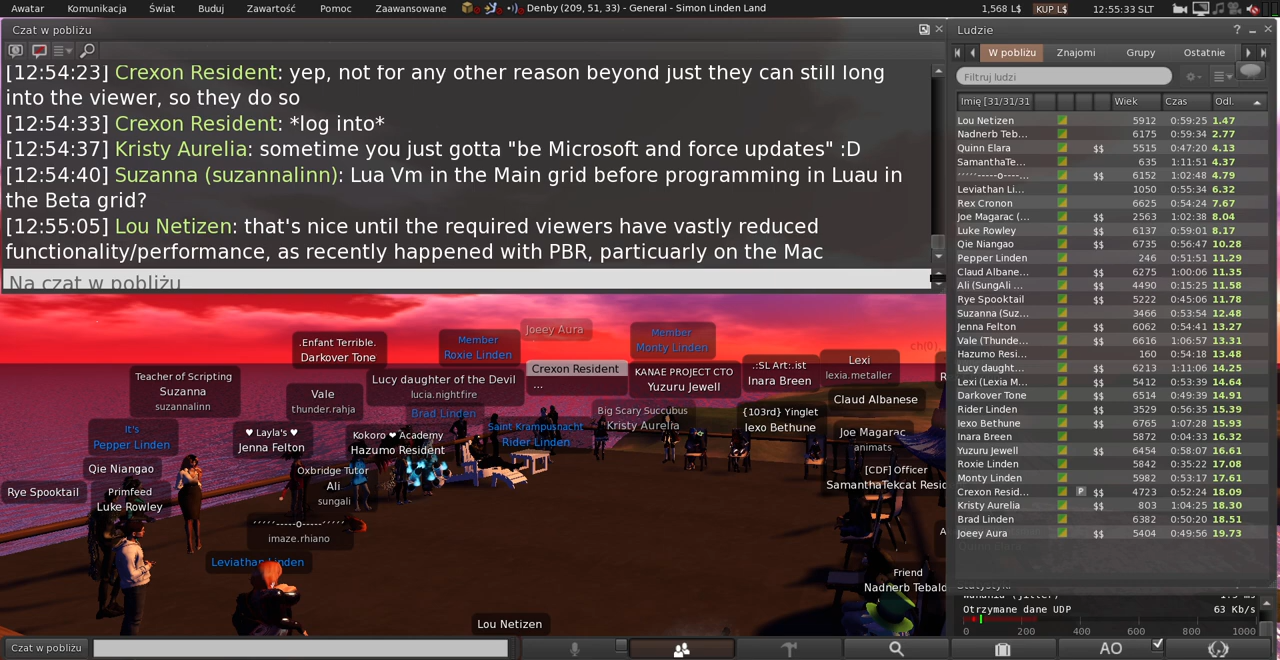 Awatar Komunikacja Świat Buduj Zawartość Pomoc Zaawansowane Denby (209, 51, 33) - General - Simon Linden Land 1,568 L$ KUP L$ 12:55:33 SLT
Czat w pobliżu
[12:54:23] Crexon Resident: yep, not for any other reason beyond just they can still long
into the viewer, so they do so
[12:54:33] Crexon Resident: *log into*
[12:54:37] Kristy Aurelia: sometime you just gotta "be Microsoft and force updates" :D
[12:54:40] Suzanna (suzannalinn): Lua Vm in the Main grid before programming in Luau in
the Beta grid?
[12:55:05] Lou Netizen: that's nice until the required viewers have vastly reduced
functionality/performance, as recently happened with PBR, particuarly on the Mac
Na czat w pobliżu
Joeey Aura
.Enfant Terrible.
Darkover Tone
Member
Roxie Linden
Member
Monty Linden
ch(0)
Crexon Resident
...
Teacher of Scripting
Suzanna
suzannalinn
Vale
thunder.rahja
Lucy daughter of the Devil
lucia.nightfire
KANAE PROJECT CTO
Yuzuru Jewell
.:SL Art:.ist
Inara Breen
Lexi
lexia.metaller
Claud Albanese
Brad Linden
Big Scary Succubus
Kristy Aurelia
{103rd} Yinglet
Iexo Bethune
It's
Pepper Linden
♥ Layla's ♥
Jenna Felton
Kokoro ♥ Academy
Hazumo Resident
Saint Krampusnacht
Rider Linden
Joe Magarac
animats
Qie Niangao
Oxbridge Tutor
Ali
sungali
[CDF] Officer
SamanthaTekcat Resid
Rye Spooktail
Primfeed
Luke Rowley
′′′′′-----o-----′′′′′
imaze.rhiano
Leviathan Linden
Friend
Nadnerb Tebald
Lou Netizen
Czat w pobliżu
Ludzie
W pobliżu Znajomi Grupy Ostatnie
Filtruj ludzi
Imię [31/31/31 Wiek Czas Odl.
Lou Netizen 5912 0:59:25 1.47
Nadnerb Teb... 6175 0:59:34 2.77
Quinn Elara $$ 5515 0:47:20 4.13
SamanthaTe... 635 1:11:51 4.37
′′′′′-----o----... $$ 6152 1:02:48 4.79
Leviathan Li... 1050 0:55:34 6.32
Rex Cronon 6625 0:54:24 7.67
Joe Magarac (... $$ 2563 1:02:38 8.04
Luke Rowley $$ 6137 0:59:01 8.17
Qie Niangao $$ 6735 0:56:47 10.28
Pepper Linden 246 0:51:51 11.29
Claud Albane... $$ 6275 1:00:06 11.35
Ali (SungAli ... $$ 4490 0:15:25 11.58
Rye Spooktail $$ 5222 0:45:06 11.78
Suzanna (Suz... 3466 0:53:54 12.48
Jenna Felton $$ 6062 0:54:41 13.27
Vale (Thunde... $$ 6616 1:06:57 13.31
Hazumo Resi... 160 0:54:18 13.48
Lucy daught... $$ 6213 1:11:06 14.25
Lexi (Lexia M... $$ 5412 0:53:39 14.64
Darkover Tone $$ 6514 0:49:39 14.91
Rider Linden $$ 3529 0:56:35 15.39
Iexo Bethune $$ 6765 1:07:28 15.93
Inara Breen 5872 0:04:33 16.32
Yuzuru Jewell $$ 6454 0:58:07 16.61
Roxie Linden 5842 0:35:22 17.08
Monty Linden 5982 0:53:17 17.61
Crexon Resid... P $$ 4723 0:52:24 18.09
Kristy Aurelia $$ 803 1:04:25 18.30
Brad Linden 6382 0:50:20 18.51
Joeey Aura $$ 5404 0:49:56 19.73
Otrzymane dane UDP 63 Kb/s
0 200 400 600 800 1000
AO